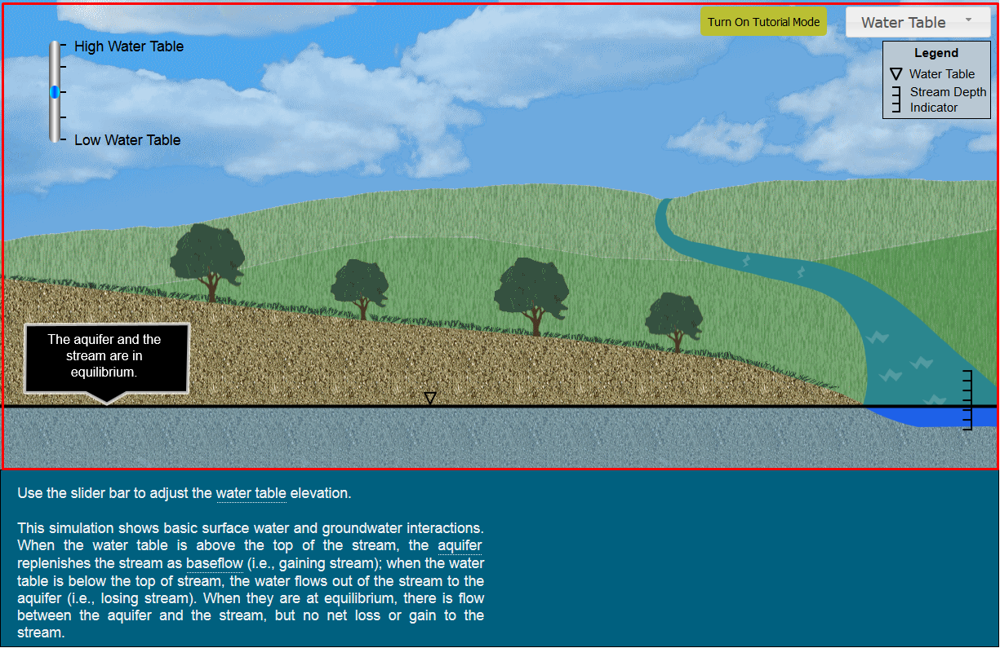 Turn On Tutorial Mode
Water Table
High Water Table
Low Water Table
Legend
Water Table
Stream Depth
Indicator
The aquifer and the
stream are in
equilibrium.
Use the slider bar to adjust the water table elevation.
This simulation shows basic surface water and groundwater interactions.
When the water table is above the top of the stream, the aquifer
replenishes the stream as baseflow (i.e., gaining stream); when the water
table is below the top of stream, the water flows out of the stream to the
aquifer (i.e., losing stream). When they are at equilibrium, there is flow
between the aquifer and the stream, but no net loss or gain to the
stream.